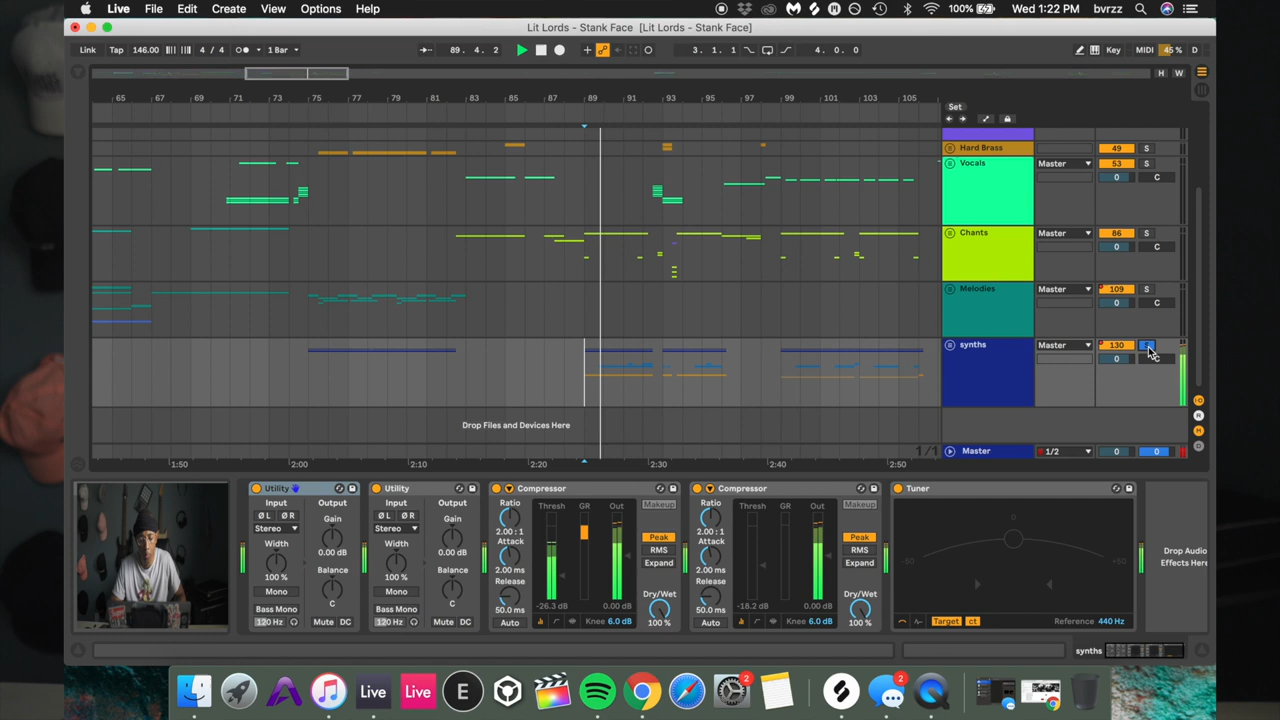 Live File Edit Create View Options Help 100% Wed 1:22 PM bvrzz
Lit Lords - Stank Face [Lit Lords - Stank Face]
Link Tap 146.00 4 / 4 1 Bar 89. 4. 2 3. 1. 1 4. 0. 0 Key MIDI 45 % D
H W
65 67 69 71 75 77 79 81 83 85 87 89 91 93 95 97 99 101 103 105
Set
Hard Brass 49 S
Vocals Master 53 S
0 C
Chants Master 86 S
0 C
Melodies Master 109 S
0 C
synths Master 130 S
0 C
Drop Files and Devices Here
1/1 Master 1/2 0 0
1:50 2:00 2:10 2:20 2:30 2:40 2:50
Utility Utility Compressor Compressor Tuner
Input Output Input Output Ratio Thresh GR Out Makeup Ratio Thresh GR Out Makeup
Ø L Ø R Gain Ø L Ø R Gain 0
Stereo Stereo 2.00 : 1 Peak 2.00 : 1 Peak
Width 0.00 dB Width 0.00 dB Attack RMS Attack RMS
Balance Balance 2.00 ms Expand 2.00 ms Expand -50 +50
100 % 100 % Release Release
Mono Mono Dry/Wet Dry/Wet
Bass Mono C Bass Mono C 50.0 ms -26.3 dB 0.00 dB 50.0 ms -18.2 dB 0.00 dB
120 Hz Mute DC 120 Hz Mute DC Auto Knee 6.0 dB 100 % Auto Knee 6.0 dB 100 % Target ct Reference 440 Hz
Drop Audio
Effects Here
synths
Live Live E 2 2